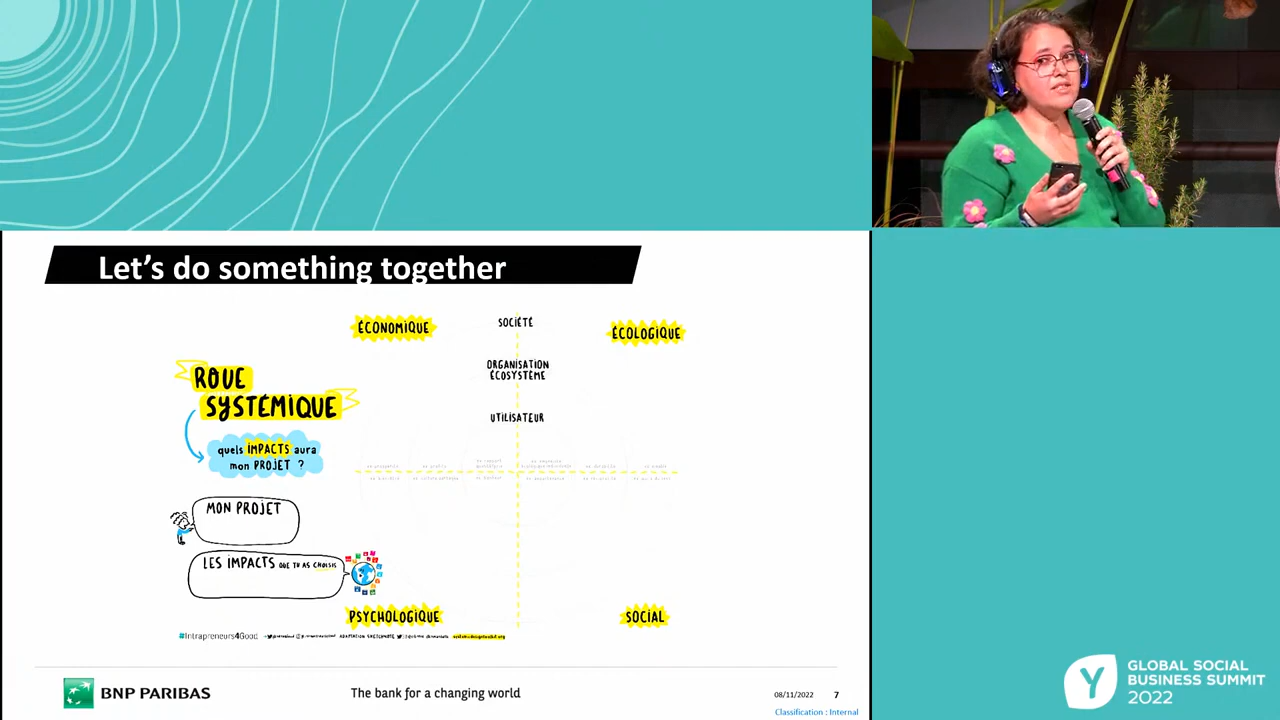 Let's do something together
ÉCONOMIQUE
SOCIÉTÉ
ÉCOLOGIQUE
ORGANISATION
ÉCOSYSTÈME
ROUE
SYSTÉMIQUE
UTILISATEUR
quels IMPACTS aura
mon PROJET ?
MON PROJET
LES IMPACTS QUE TU AS CHOISIS
PSYCHOLOGIQUE
SOCIAL
#Intrapreneurs4Good
ADAPTATION SKETCHNOTE
BNP PARIBAS
The bank for a changing world
08/11/2022 7
Classification : Internal
Y
GLOBAL SOCIAL
BUSINESS SUMMIT
2022